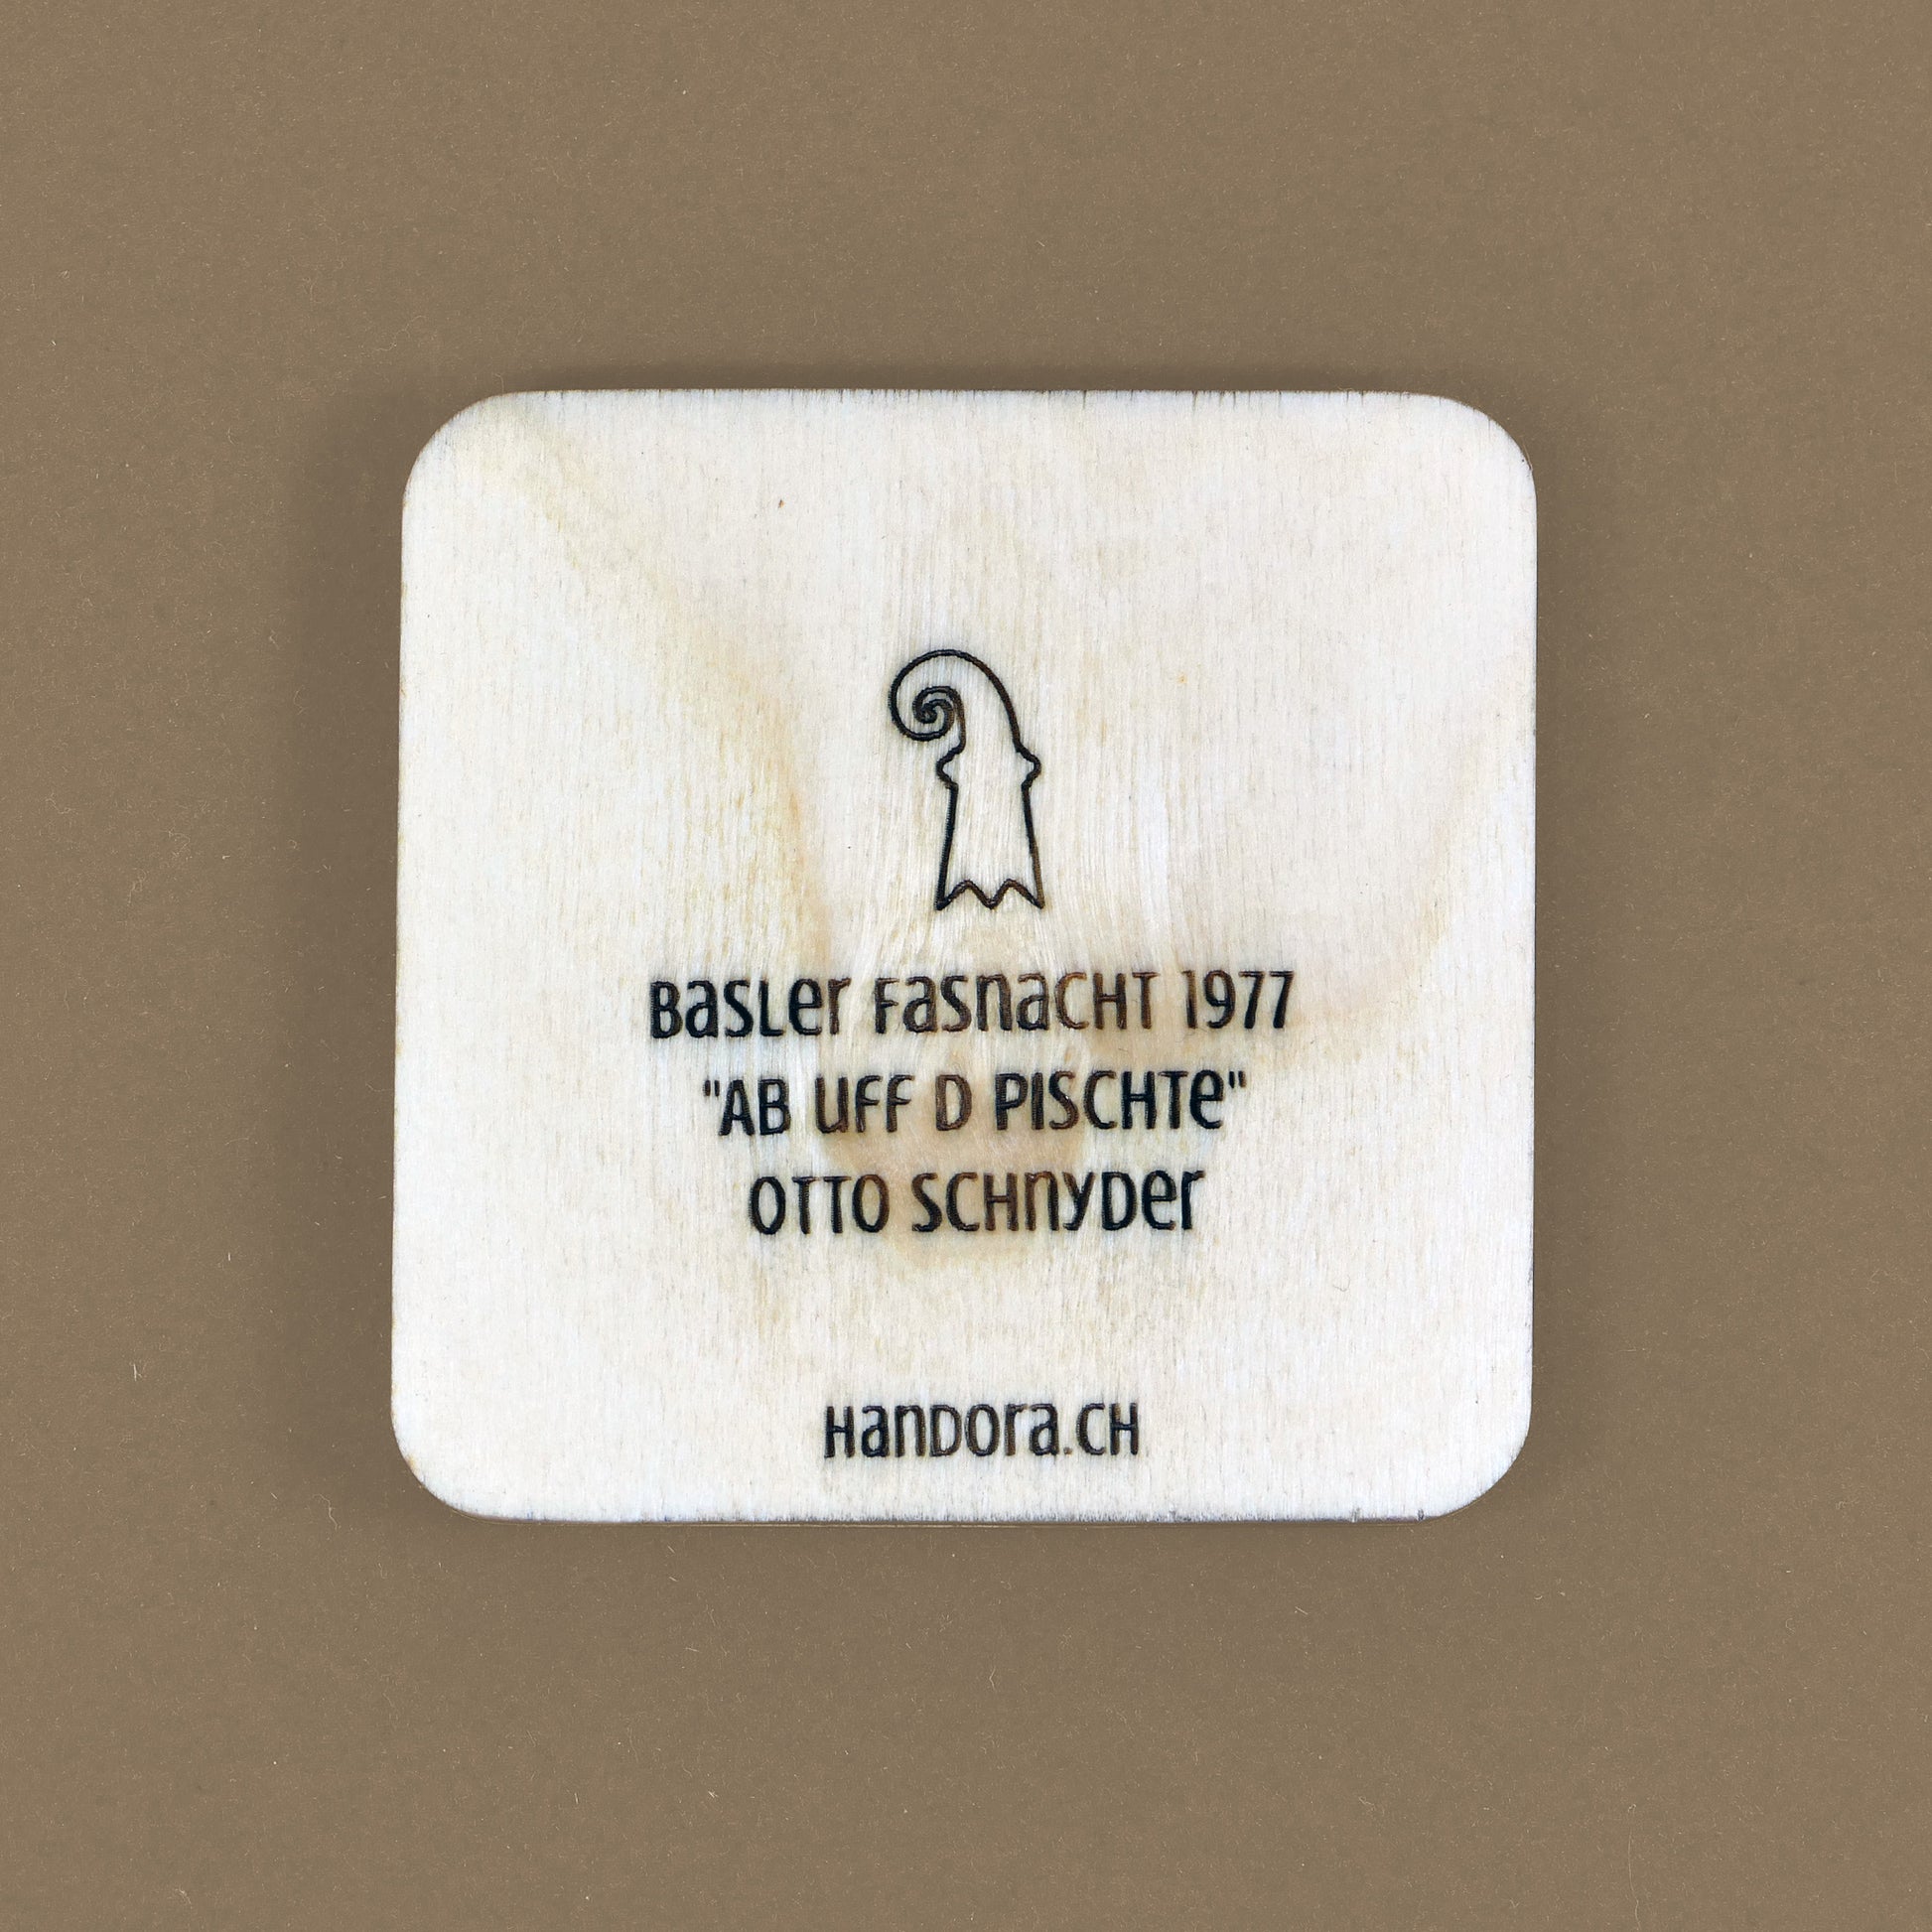 Basler Fasnacht 1977
"Ab uff d Pischte"
Otto Schnyder
Handora.ch